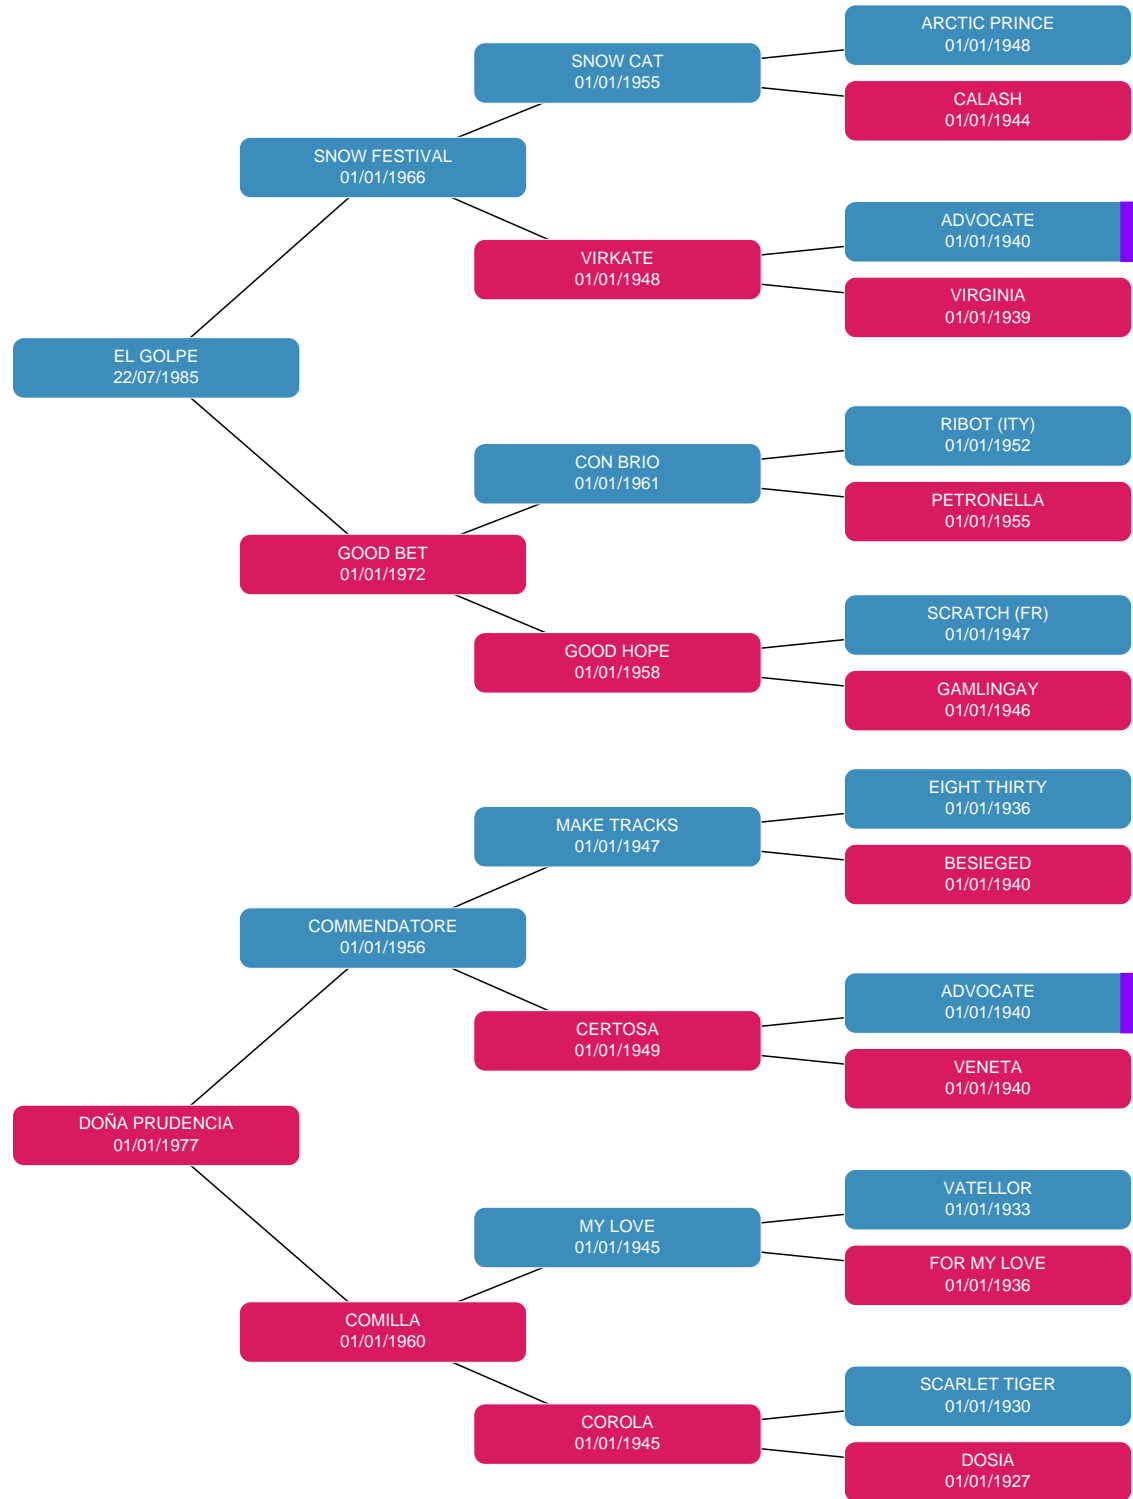 ARCTIC PRINCE
01/01/1948
SNOW CAT
01/01/1955
CALASH
01/01/1944
SNOW FESTIVAL
01/01/1966
ADVOCATE
01/01/1940
VIRKATE
01/01/1948
VIRGINIA
01/01/1939
EL GOLPE
22/07/1985
RIBOT (ITY)
01/01/1952
CON BRIO
01/01/1961
PETRONELLA
01/01/1955
GOOD BET
01/01/1972
SCRATCH (FR)
01/01/1947
GOOD HOPE
01/01/1958
GAMLINGAY
01/01/1946
EIGHT THIRTY
01/01/1936
MAKE TRACKS
01/01/1947
BESIEGED
01/01/1940
COMMENDATORE
01/01/1956
ADVOCATE
01/01/1940
CERTOSA
01/01/1949
VENETA
01/01/1940
DOÑA PRUDENCIA
01/01/1977
VATELLOR
01/01/1933
MY LOVE
01/01/1945
FOR MY LOVE
01/01/1936
COMILLA
01/01/1960
SCARLET TIGER
01/01/1930
COROLA
01/01/1945
DOSIA
01/01/1927